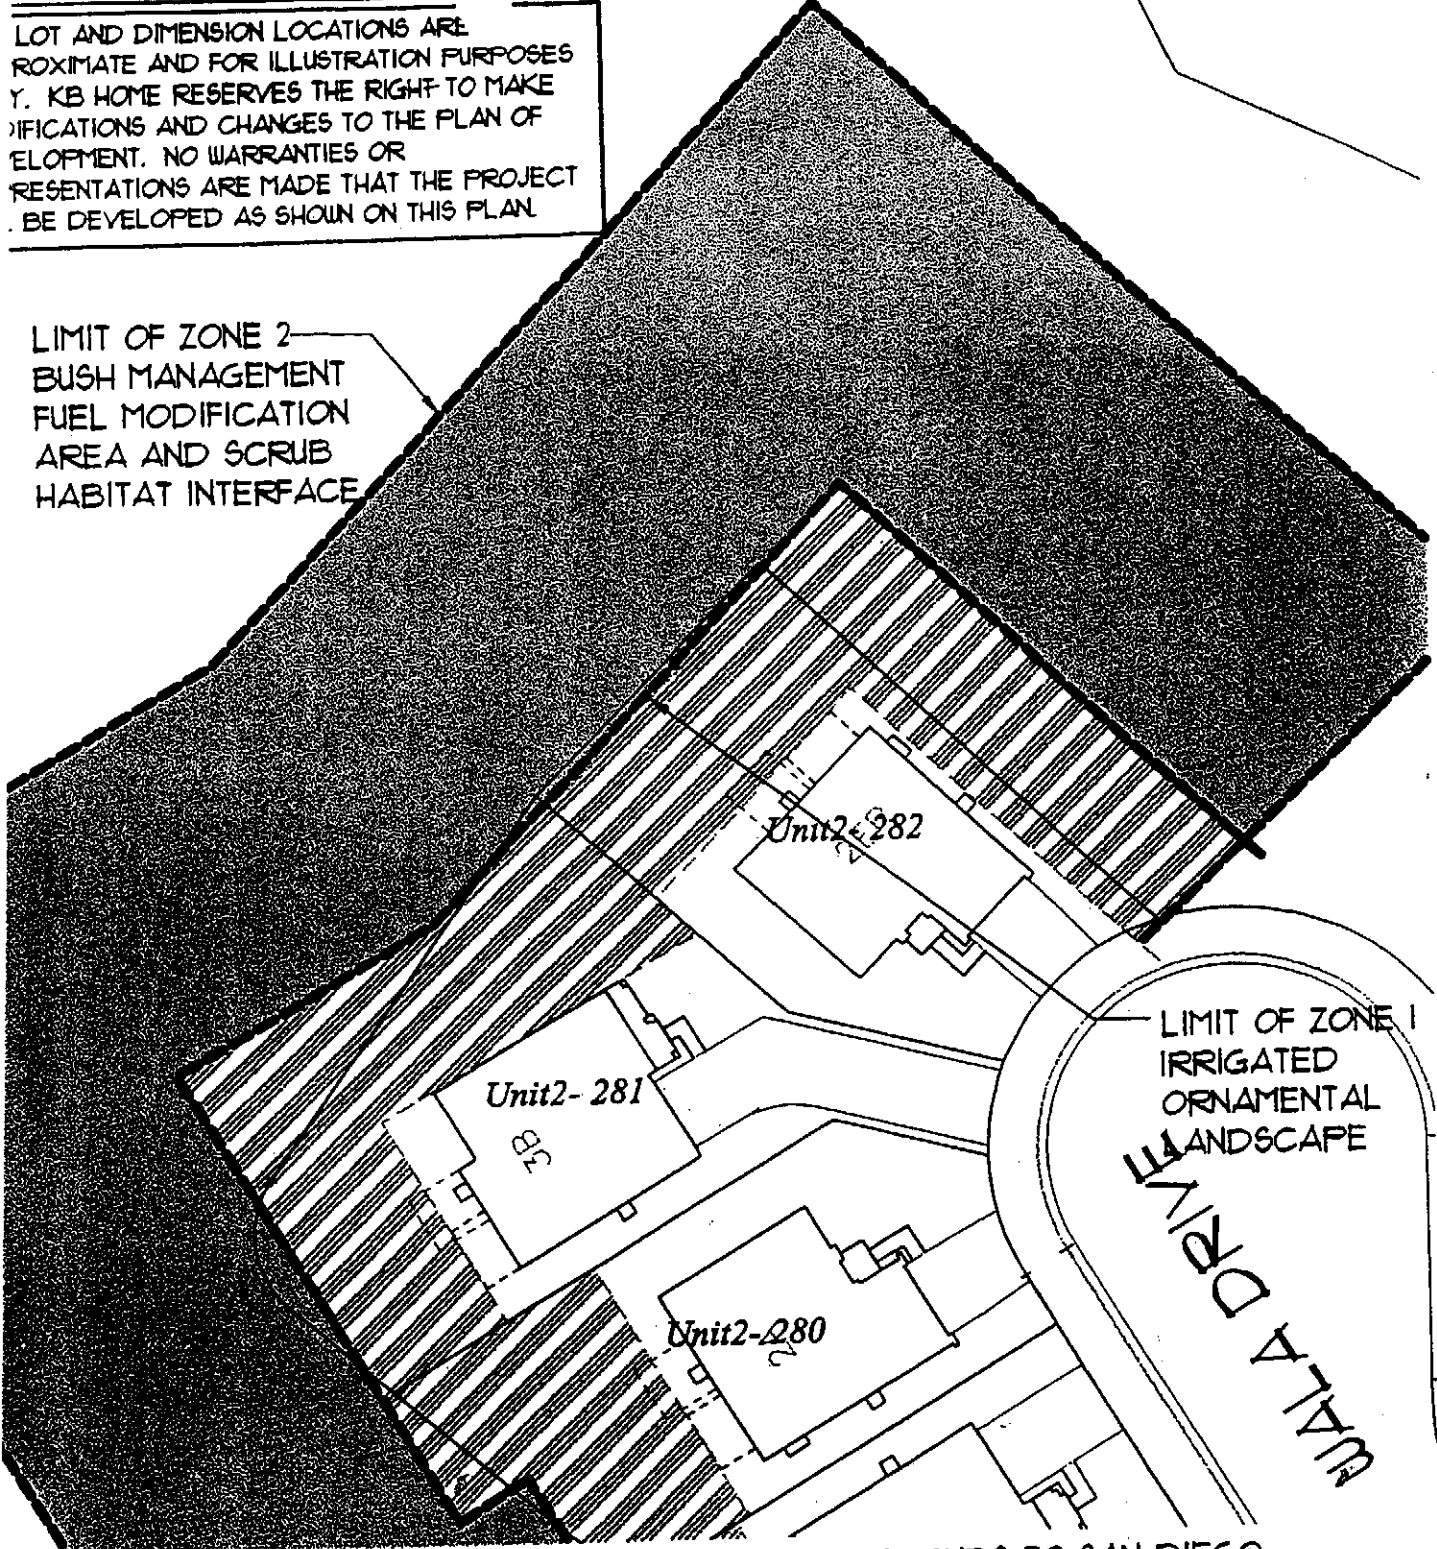 LOT AND DIMENSION LOCATIONS ARE
ROXIMATE AND FOR ILLUSTRATION PURPOSES
Y. KB HOME RESERVES THE RIGHT TO MAKE
IFICATIONS AND CHANGES TO THE PLAN OF
ELOPMENT. NO WARRANTIES OR
RESENTATIONS ARE MADE THAT THE PROJECT
. BE DEVELOPED AS SHOWN ON THIS PLAN.
LIMIT OF ZONE 2
BUSH MANAGEMENT
FUEL MODIFICATION
AREA AND SCRUB
HABITAT INTERFACE
Unit2- 282
LIMIT OF ZONE 1
IRRIGATED
ORNAMENTAL
LANDSCAPE
Unit2- 281
3B
Unit2- 280
WALA DRIVE
SAN DIEGO